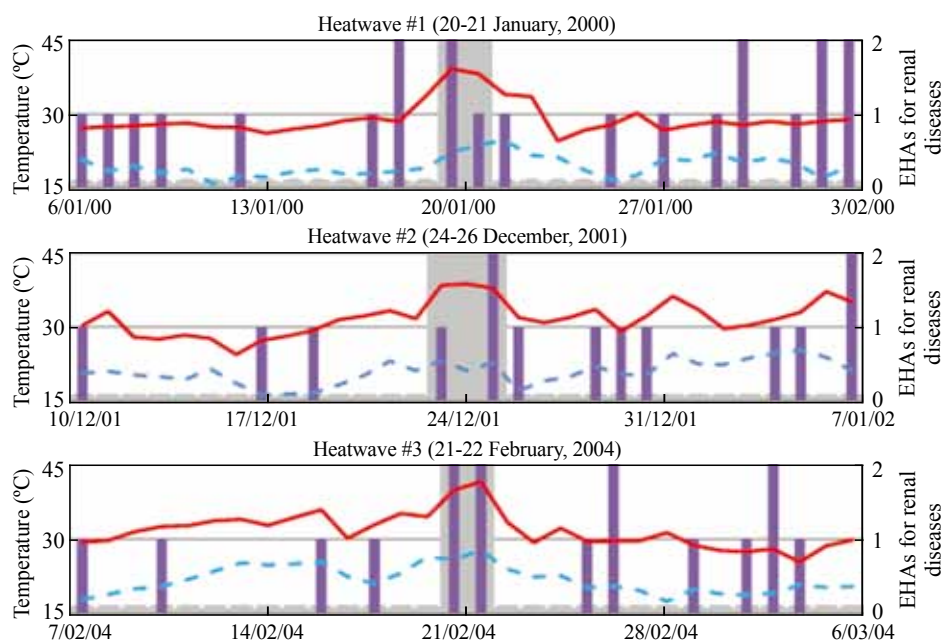 Heatwave #1 (20-21 January, 2000)
Temperature (ºC)
45
30
15
2
1
0
EHAs for renal
diseases
6/01/00 13/01/00 20/01/00 27/01/00 3/02/00
Heatwave #2 (24-26 December, 2001)
Temperature (ºC)
45
30
15
2
1
0
EHAs for renal
diseases
10/12/01 17/12/01 24/12/01 31/12/01 7/01/02
Heatwave #3 (21-22 February, 2004)
Temperature (ºC)
45
30
15
2
1
0
EHAs for renal
diseases
7/02/04 14/02/04 21/02/04 28/02/04 6/03/04